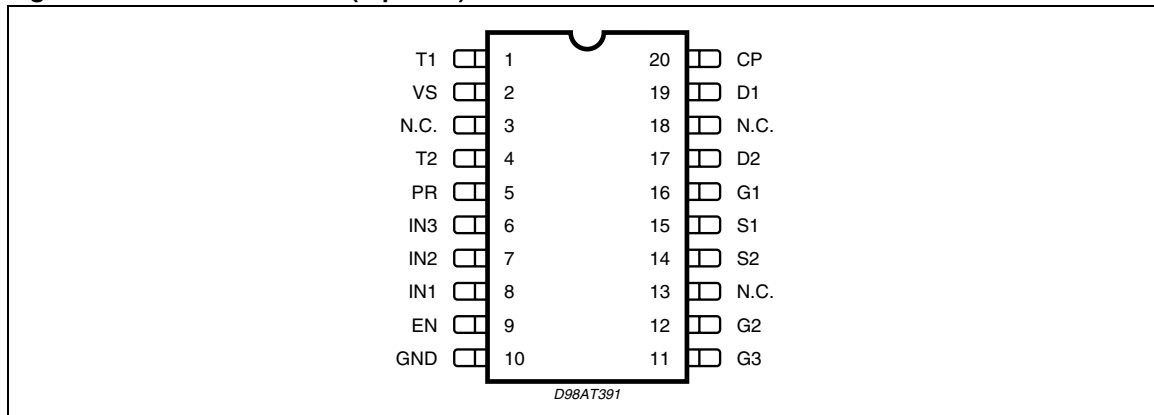 T1 1 20 CP
VS 2 19 D1
N.C. 3 18 N.C.
T2 4 17 D2
PR 5 16 G1
IN3 6 15 S1
IN2 7 14 S2
IN1 8 13 N.C.
EN 9 12 G2
GND 10 11 G3
D98AT391